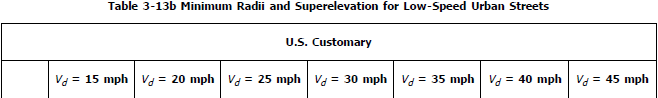 Table 3-13b Minimum Radii and Superelevation for Low-Speed Urban Streets
U.S. Customary
Vd = 15 mph Vd = 20 mph Vd = 25 mph Vd = 30 mph Vd = 35 mph Vd = 40 mph Vd = 45 mph